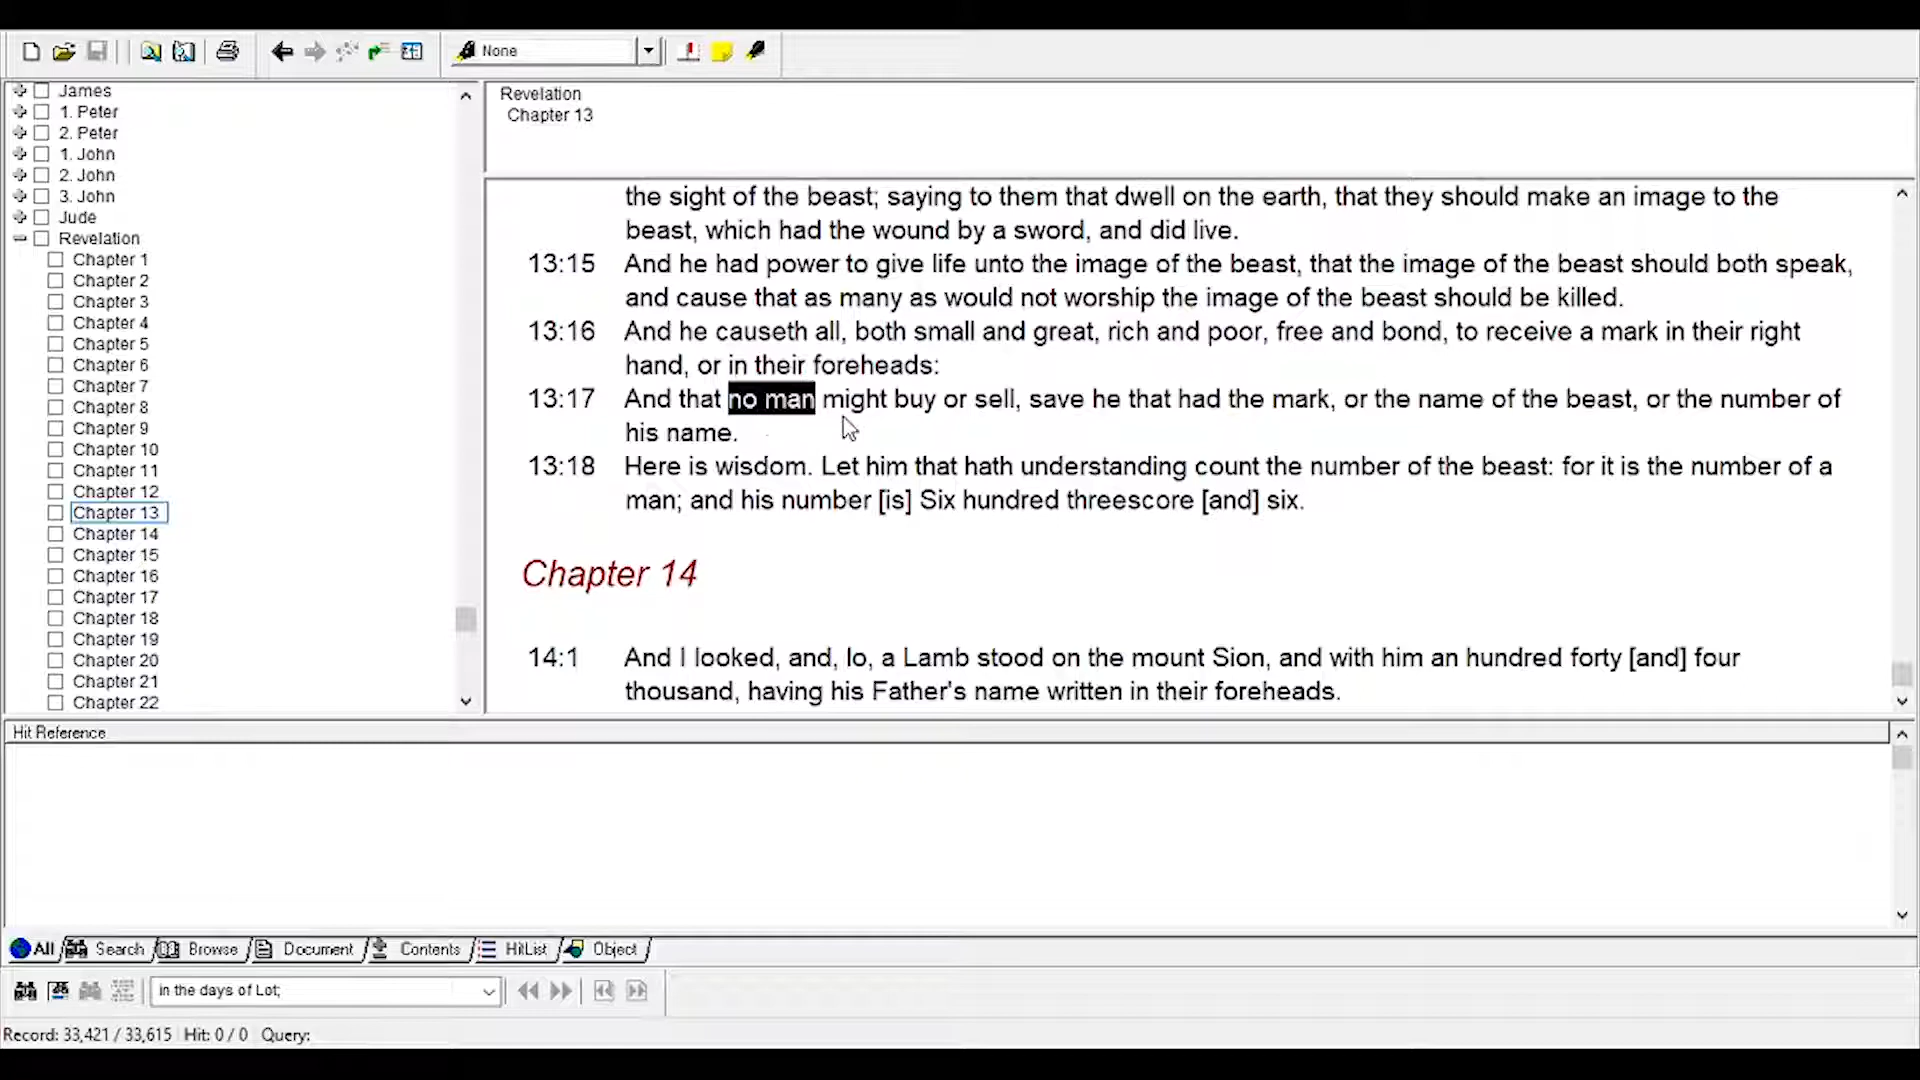 None
James
1. Peter
2. Peter
1. John
2. John
3. John
Jude
Revelation
Chapter 1
Chapter 2
Chapter 3
Chapter 4
Chapter 5
Chapter 6
Chapter 7
Chapter 8
Chapter 9
Chapter 10
Chapter 11
Chapter 12
Chapter 13
Chapter 14
Chapter 15
Chapter 16
Chapter 17
Chapter 18
Chapter 19
Chapter 20
Chapter 21
Chapter 22
Revelation
Chapter 13
the sight of the beast; saying to them that dwell on the earth, that they should make an image to the
beast, which had the wound by a sword, and did live.
13:15 And he had power to give life unto the image of the beast, that the image of the beast should both speak,
and cause that as many as would not worship the image of the beast should be killed.
13:16 And he causeth all, both small and great, rich and poor, free and bond, to receive a mark in their right
hand, or in their foreheads:
13:17 And that no man might buy or sell, save he that had the mark, or the name of the beast, or the number of
his name.
13:18 Here is wisdom. Let him that hath understanding count the number of the beast: for it is the number of a
man; and his number [is] Six hundred threescore [and] six.
Chapter 14
14:1 And I looked, and, lo, a Lamb stood on the mount Sion, and with him an hundred forty [and] four
thousand, having his Father's name written in their foreheads.
Hit Reference
All Search Browse Document Contents HitList Object
in the days of Lot;
Record: 33,421 / 33,615 Hit: 0 / 0 Query: